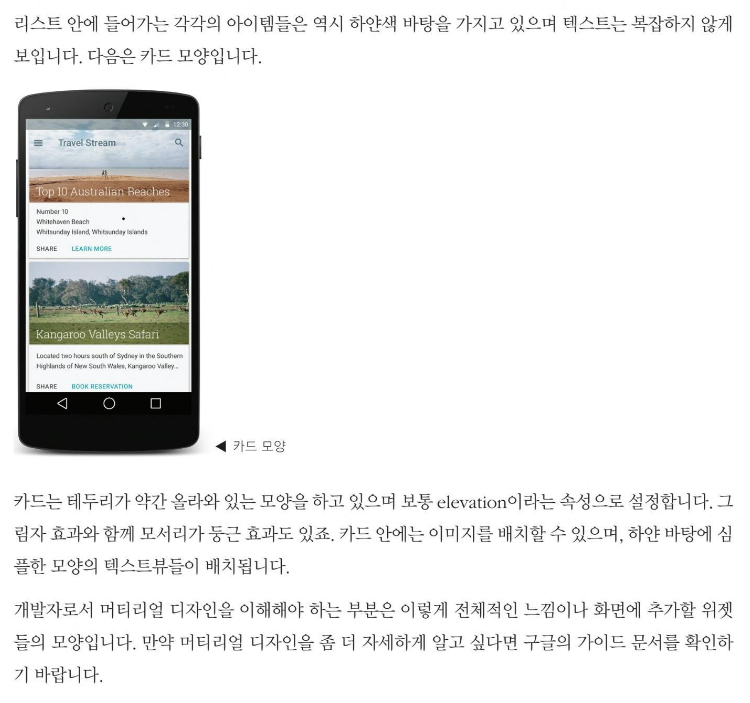 리스트 안에 들어가는 각각의 아이템들은 역시 하얀색 바탕을 가지고 있으며 텍스트는 복잡하지 않게
보입니다. 다음은 카드 모양입니다.
12:30
Travel Stream
Top 10 Australian Beaches
Number 10
Whitehaven Beach
Whitsunday Island, Whitsunday Islands
SHARE LEARN MORE
Kangaroo Valleys Safari
Located two hours south of Sydney in the Southern
Highlands of New South Wales, Kangaroo Valley...
SHARE BOOK RESERVATION
◀ 카드 모양
카드는 테두리가 약간 올라와 있는 모양을 하고 있으며 보통 elevation이라는 속성으로 설정합니다. 그
림자 효과와 함께 모서리가 둥근 효과도 있죠. 카드 안에는 이미지를 배치할 수 있으며, 하얀 바탕에 심
플한 모양의 텍스트뷰들이 배치됩니다.
개발자로서 머티리얼 디자인을 이해해야 하는 부분은 이렇게 전체적인 느낌이나 화면에 추가할 위젯
들의 모양입니다. 만약 머티리얼 디자인을 좀 더 자세하게 알고 싶다면 구글의 가이드 문서를 확인하
기 바랍니다.